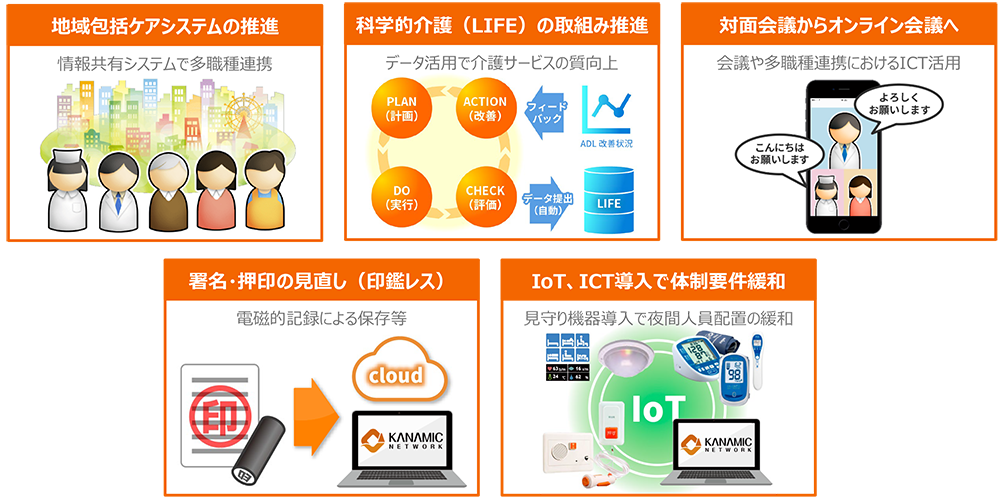 地域包括ケアシステムの推進
情報共有システムで多職種連携
科学的介護（LIFE）の取組み推進
データ活用で介護サービスの質向上
PLAN
（計画）
ACTION
（改善）
フィード
バック
ADL 改善状況
DO
（実行）
CHECK
（評価）
データ提出
（自動）
LIFE
対面会議からオンライン会議へ
会議や多職種連携におけるICT活用
よろしく
お願いします
こんにちは
お願いします
署名・押印の見直し（印鑑レス）
電磁的記録による保存等
印
印
cloud
KANAMIC
NETWORK
IoT、ICT導入で体制要件緩和
見守り機器導入で夜間人員配置の緩和
IoT
98
KANAMIC
NETWORK